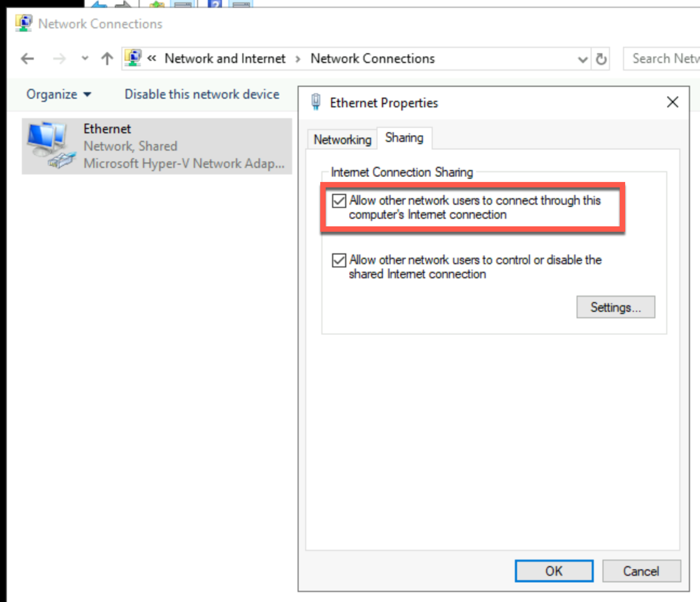 Network Connections
« Network and Internet › Network Connections
Search Netw
Organize
Disable this network device
Ethernet
Network, Shared
Microsoft Hyper-V Network Adap...
Ethernet Properties
Networking
Sharing
Internet Connection Sharing
Allow other network users to connect through this
computer's Internet connection
Allow other network users to control or disable the
shared Internet connection
Settings...
OK
Cancel